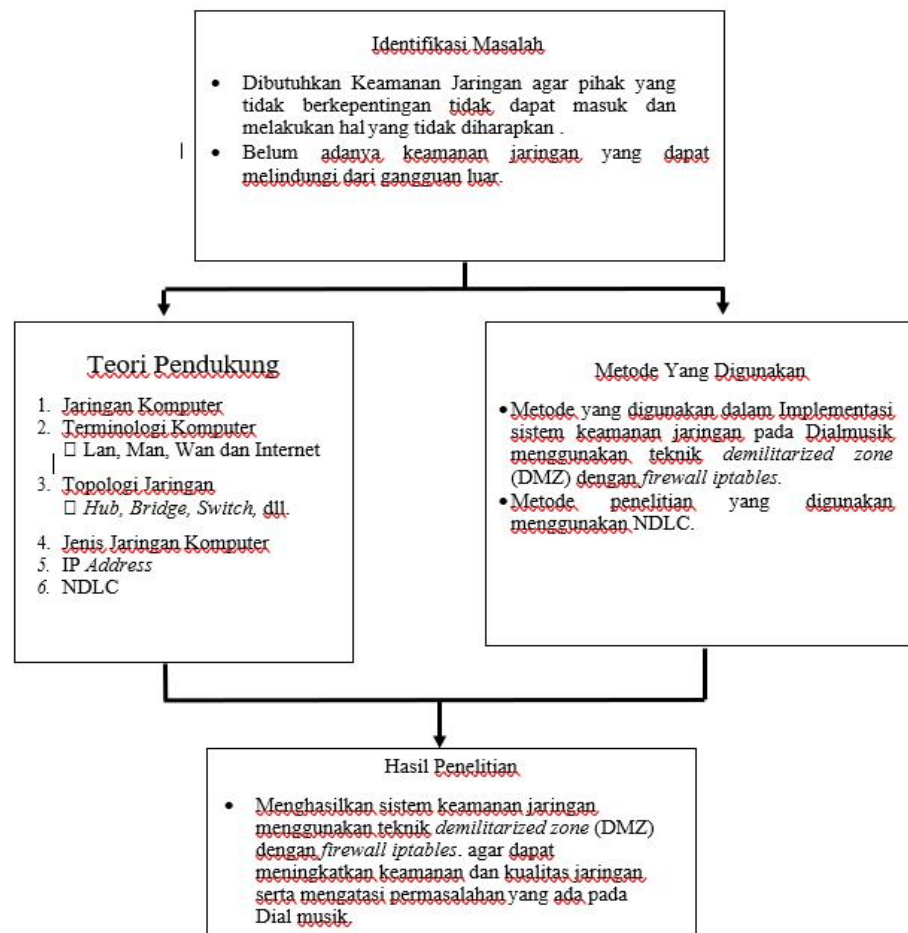 Identifikasi Masalah
• Dibutuhkan Keamanan Jaringan agar pihak yang
tidak berkepentingan tidak dapat masuk dan
melakukan hal yang tidak diharapkan .
• Belum adanya keamanan jaringan yang dapat
melindungi dari gangguan luar.
Teori Pendukung
1. Jaringan Komputer
2. Terminologi Komputer
□ Lan, Man, Wan dan Internet
3. Topologi Jaringan
□ Hub, Bridge, Switch, dll.
4. Jenis Jaringan Komputer
5. IP Address
6. NDLC
Metode Yang Digunakan
• Metode yang digunakan dalam Implementasi
sistem keamanan jaringan pada Dialmusik
menggunakan teknik demilitarized zone
(DMZ) dengan firewall iptables.
• Metode penelitian yang digunakan
menggunakan NDLC.
Hasil Penelitian
• Menghasilkan sistem keamanan jaringan
menggunakan teknik demilitarized zone (DMZ)
dengan firewall iptables. agar dapat
meningkatkan keamanan dan kualitas jaringan
serta mengatasi permasalahan yang ada pada
Dial musik.